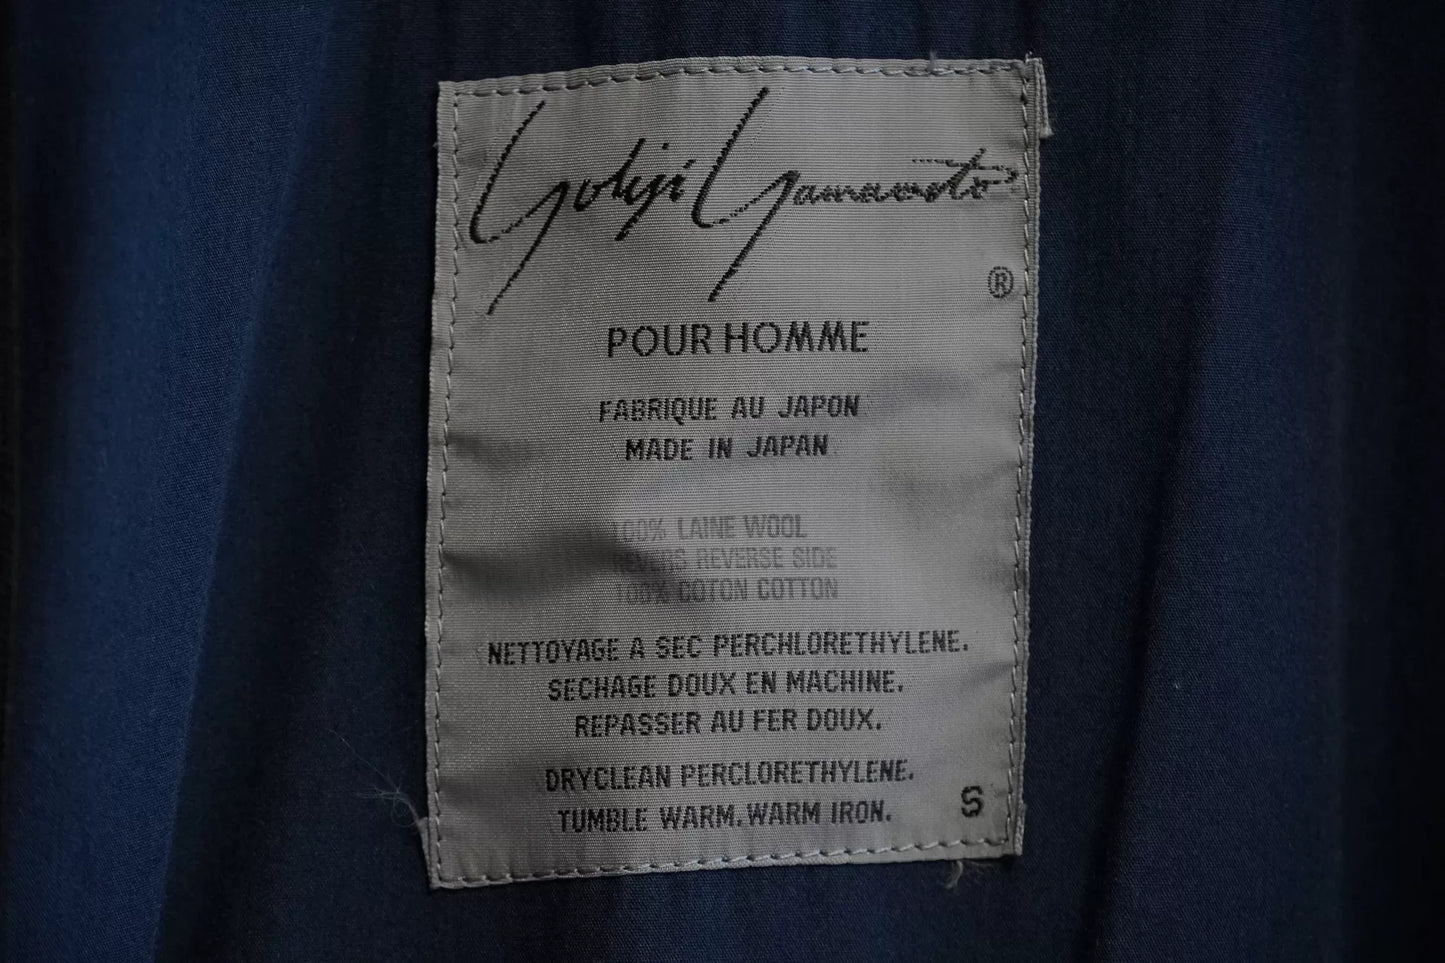 Yohji Yamamoto
®
POUR HOMME
FABRIQUE AU JAPON
MADE IN JAPAN
100% LAINE WOOL
REVERS REVERSE SIDE
100% COTON COTTON
NETTOYAGE A SEC PERCHLORETHYLENE.
SECHAGE DOUX EN MACHINE.
REPASSER AU FER DOUX.
DRYCLEAN PERCLORETHYLENE.
TUMBLE WARM. WARM IRON.
S